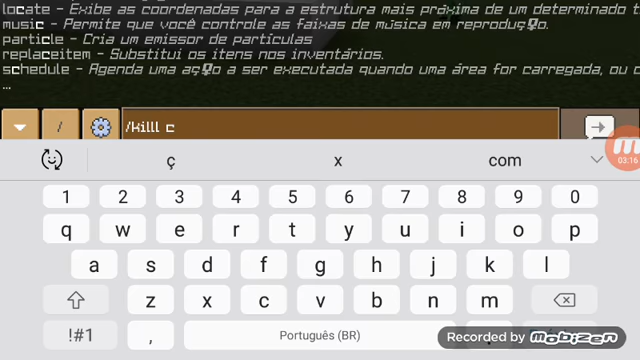 locate - Exibe as coordenadas para a estrutura mais próxima de um determinado t
music - Permite que você controle as faixas de música em reprodução.
particle - Cria um emissor de partículas
replaceitem - Substitui os itens nos inventários.
schedule - Agenda uma ação a ser executada quando uma área for carregada, ou c
...
/
/killl c
03:16
ç x com
1 2 3 4 5 6 7 8 9 0
q w e r t y u i o p
a s d f g h j k l
z x c v b n m
!#1 , Português (BR)
Recorded by Mobizen